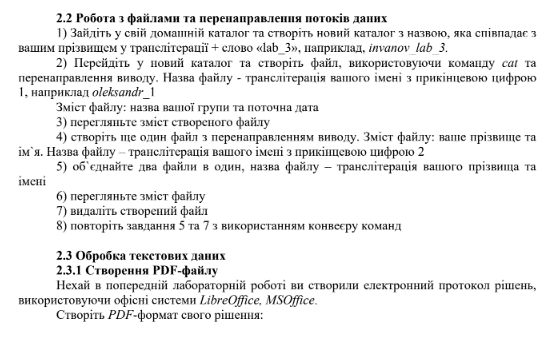 2.2 Робота з файлами та перенаправлення потоків даних
1) Зайдіть у свій домашній каталог та створіть новий каталог з назвою, яка співпадає з
вашим прізвищем у транслітерації + слово «lab_3», наприклад, invanov_lab_3.
2) Перейдіть у новий каталог та створіть файл, використовуючи команду cat та
перенаправлення виводу. Назва файлу - транслітерація вашого імені з прикінцевою цифрою
1, наприклад oleksandr_1
Зміст файлу: назва вашої групи та поточна дата
3) перегляньте зміст створеного файлу
4) створіть ще один файл з перенаправленням виводу. Зміст файлу: ваше прізвище та
ім`я. Назва файлу – транслітерація вашого імені з прикінцевою цифрою 2
5) об`єднайте два файли в один, назва файлу – транслітерація вашого прізвища та
імені
6) перегляньте зміст файлу
7) видаліть створений файл
8) повторіть завдання 5 та 7 з використанням конвеєру команд
2.3 Обробка текстових даних
2.3.1 Створення PDF-файлу
Нехай в попередній лабораторній роботі ви створили електронний протокол рішень,
використовуючи офісні системи LibreOffice, MSOffice.
Створіть PDF-формат свого рішення: